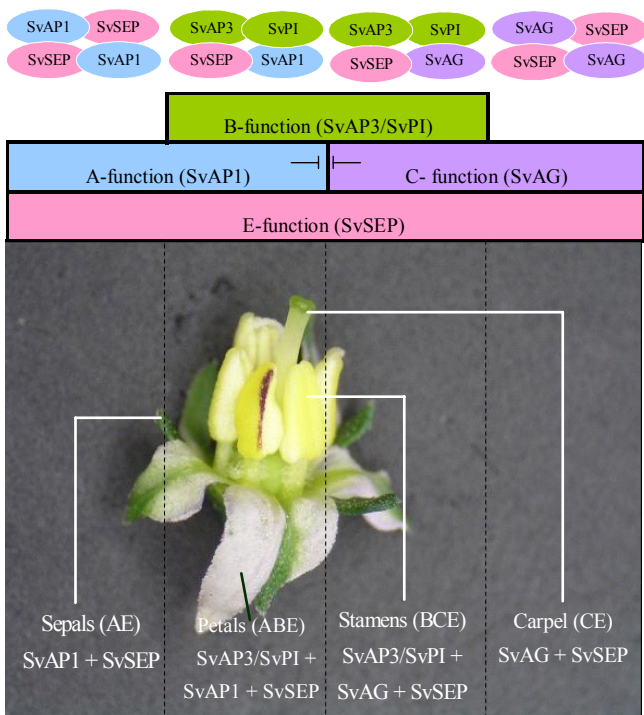 SvAP1 SvSEP SvAP3 SvPI SvAP3 SvPI SvAG SvSEP
SvSEP SvAP1 SvSEP SvAP1 SvSEP SvAG SvSEP SvAG
B-function (SvAP3/SvPI)
A-function (SvAP1) C- function (SvAG)
E-function (SvSEP)
Sepals (AE)
SvAP1 + SvSEP
Petals (ABE)
SvAP3/SvPI +
SvAP1 + SvSEP
Stamens (BCE)
SvAP3/SvPI +
SvAG + SvSEP
Carpel (CE)
SvAG + SvSEP